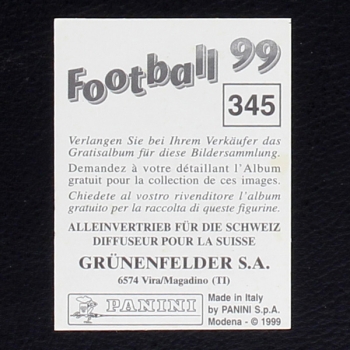 Football 99
345
Verlangen Sie bei Ihrem Verkäufer das
Gratisalbum für diese Bildersammlung.
Demandez à votre détaillant l'Album
gratuit pour la collection de ces images.
Chiedete al vostro rivenditore l'album
gratuito per la raccolta di queste figurine.
ALLEINVERTRIEB FÜR DIE SCHWEIZ
DIFFUSEUR POUR LA SUISSE
GRÜNENFELDER S.A.
6574 Vira/Magadino (TI)
PANINI
Made in Italy
by PANINI S.p.A.
Modena - © 1999